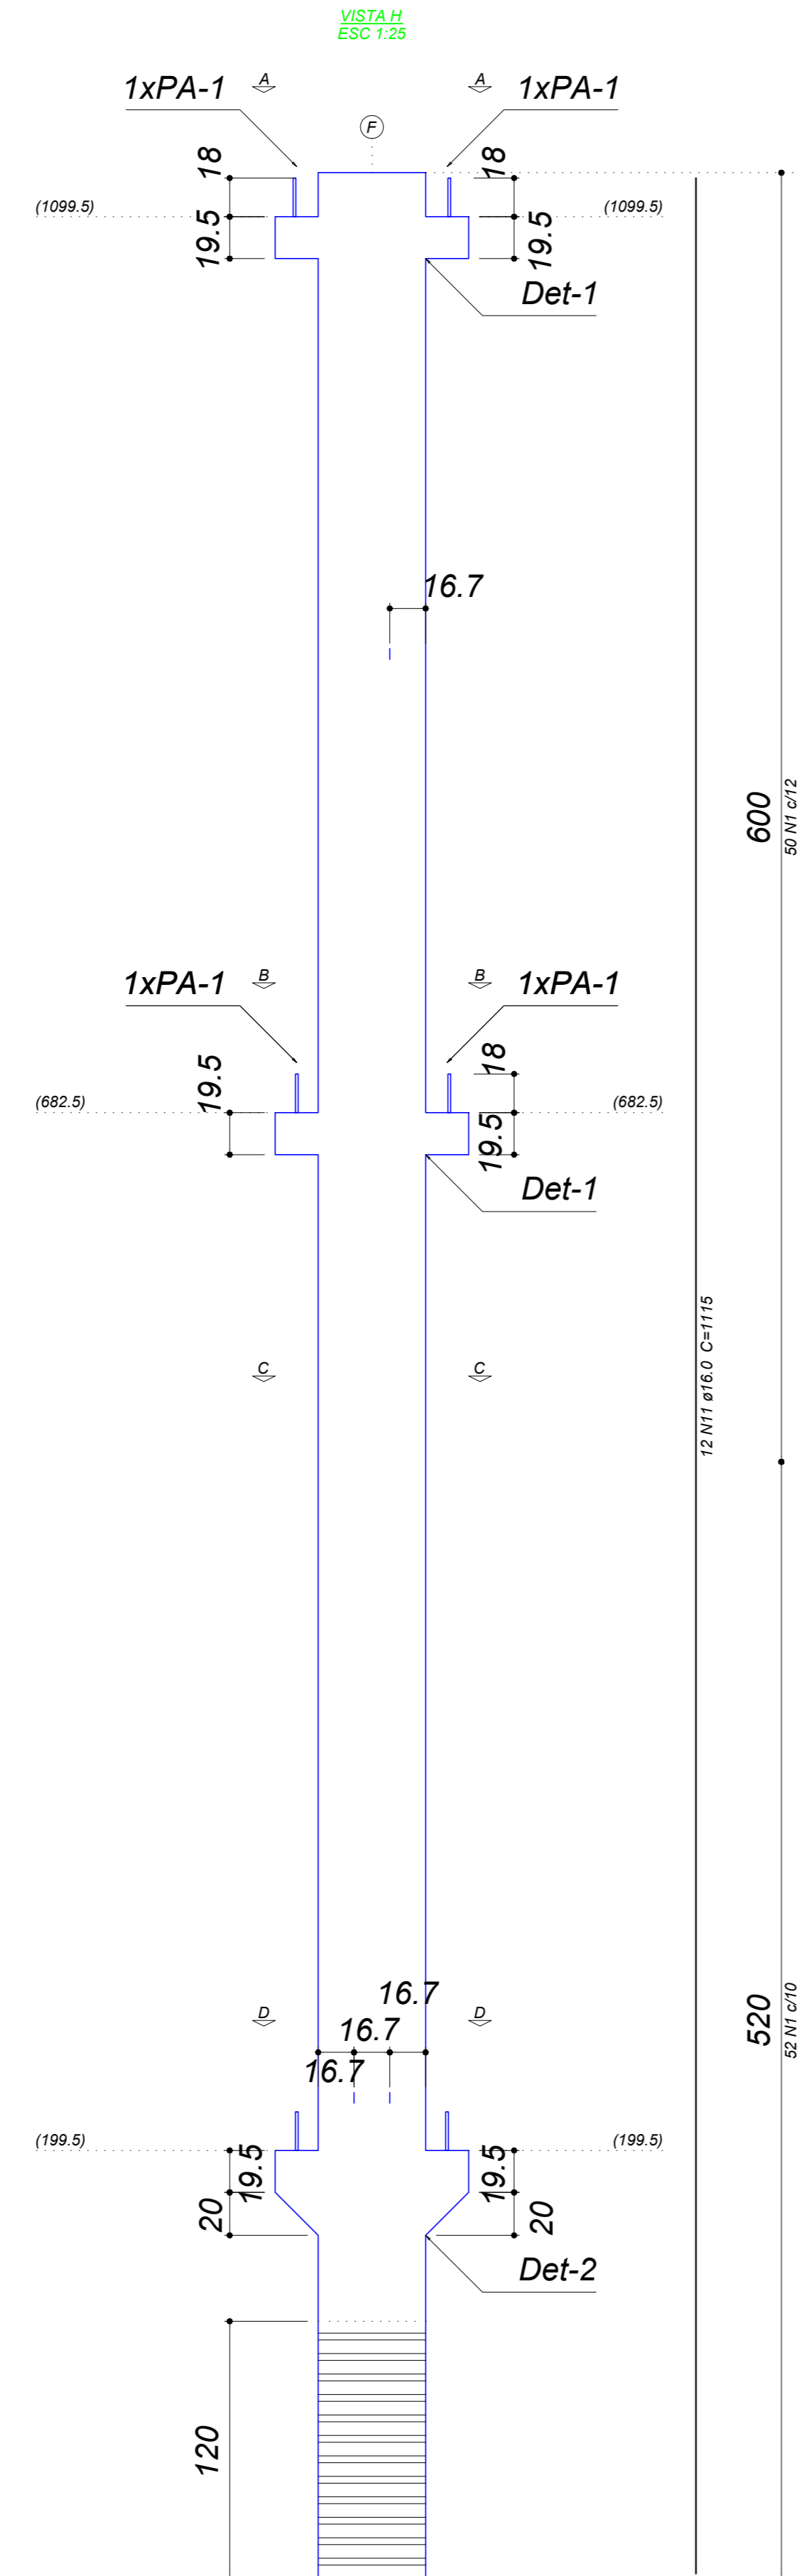 VISTA H
ESC 1:25
A
A
1xPA-1
1xPA-1
F
18
18
(1099.5)
(1099.5)
19.5
19.5
Det-1
16.7
600
50 N1 c/12
B
B
1xPA-1
1xPA-1
18
19.5
(682.5)
(682.5)
19.5
Det-1
12 N11 ø16.0 C=1115
C
C
16.7
D
D
520
52 N1 c/10
16.7
16.7
(199.5)
(199.5)
19.5
19.5
20
20
Det-2
120